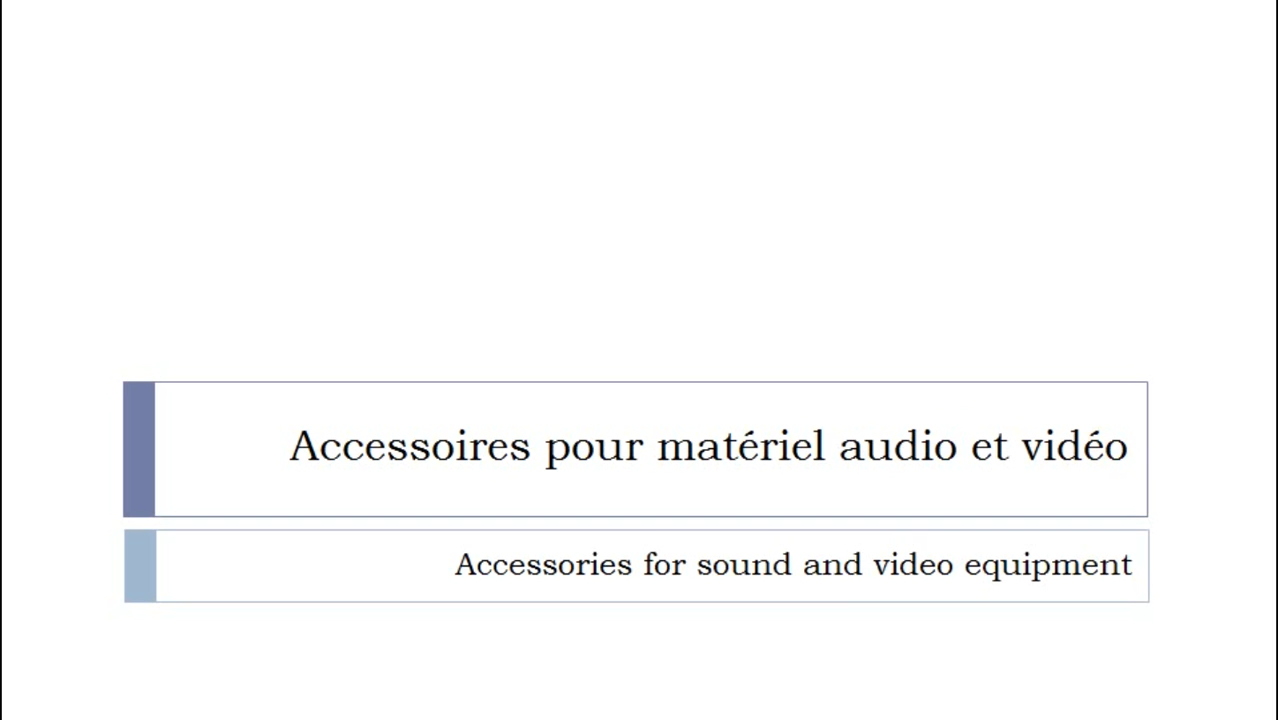 Accessoires pour matériel audio et vidéo
Accessories for sound and video equipment